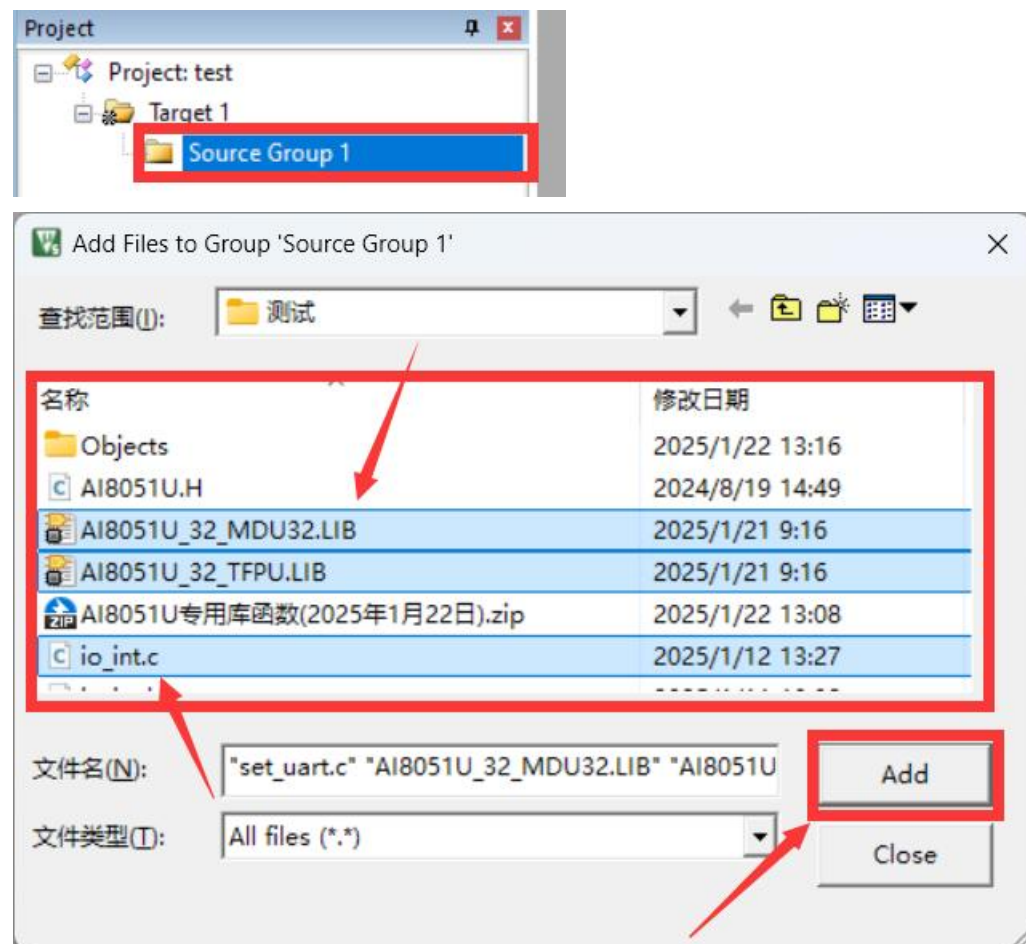 Project
Project: test
Target 1
Source Group 1
Add Files to Group 'Source Group 1'
查找范围(I):
测试
名称 修改日期
Objects 2025/1/22 13:16
AI8051U.H 2024/8/19 14:49
AI8051U_32_MDU32.LIB 2025/1/21 9:16
AI8051U_32_TFPU.LIB 2025/1/21 9:16
AI8051U专用库函数(2025年1月22日).zip 2025/1/22 13:08
io_int.c 2025/1/12 13:27
文件名(N): "set_uart.c" "AI8051U_32_MDU32.LIB" "AI8051U Add
文件类型(T): All files (*.*)
Close